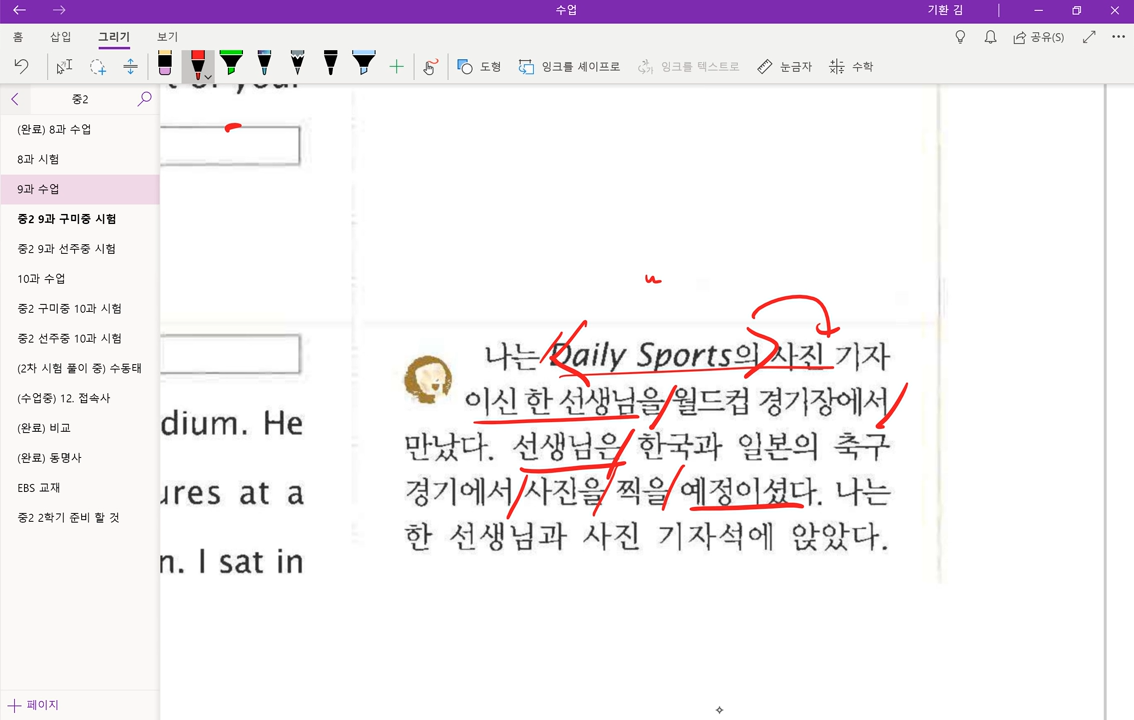 수업
기환 김
홈 삽입 그리기 보기
공유(S)
도형 잉크를 셰이프로 잉크를 텍스트로 눈금자 수학
중2
(완료) 8과 수업
8과 시험
9과 수업
중2 9과 구미중 시험
중2 9과 선주중 시험
10과 수업
중2 구미중 10과 시험
중2 선주중 10과 시험
(2차 시험 풀이 중) 수동태
(수업중) 12. 접속사
(완료) 비교
(완료) 동명사
EBS 교재
중2 2학기 준비 할 것
페이지
your
dium. He
ures at a
n. I sat in
나는 Daily Sports의 사진 기자
이신 한 선생님을 월드컵 경기장에서
만났다. 선생님은 한국과 일본의 축구
경기에서 사진을 찍을 예정이셨다. 나는
한 선생님과 사진 기자석에 앉았다.